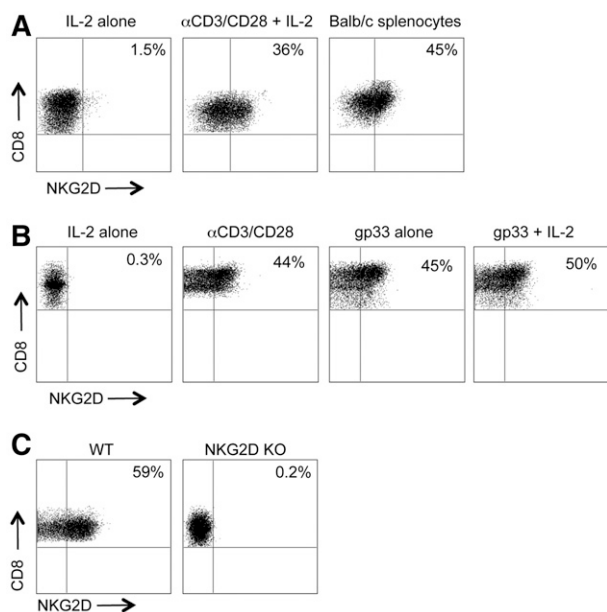 A
IL-2 alone
αCD3/CD28 + IL-2
Balb/c splenocytes
1.5%
36%
45%
CD8
NKG2D
B
IL-2 alone
αCD3/CD28
gp33 alone
gp33 + IL-2
0.3%
44%
45%
50%
CD8
NKG2D
C
WT
NKG2D KO
59%
0.2%
CD8
NKG2D